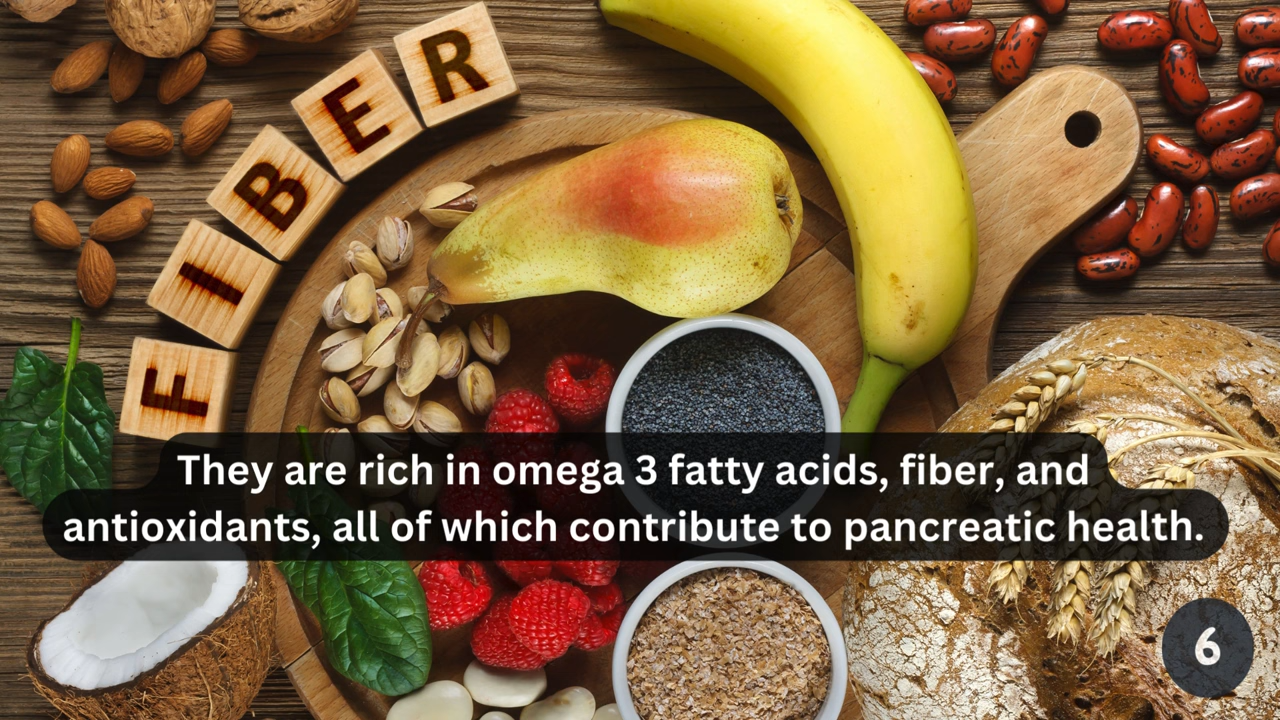 FIBER
They are rich in omega 3 fatty acids, fiber, and
antioxidants, all of which contribute to pancreatic health.
6